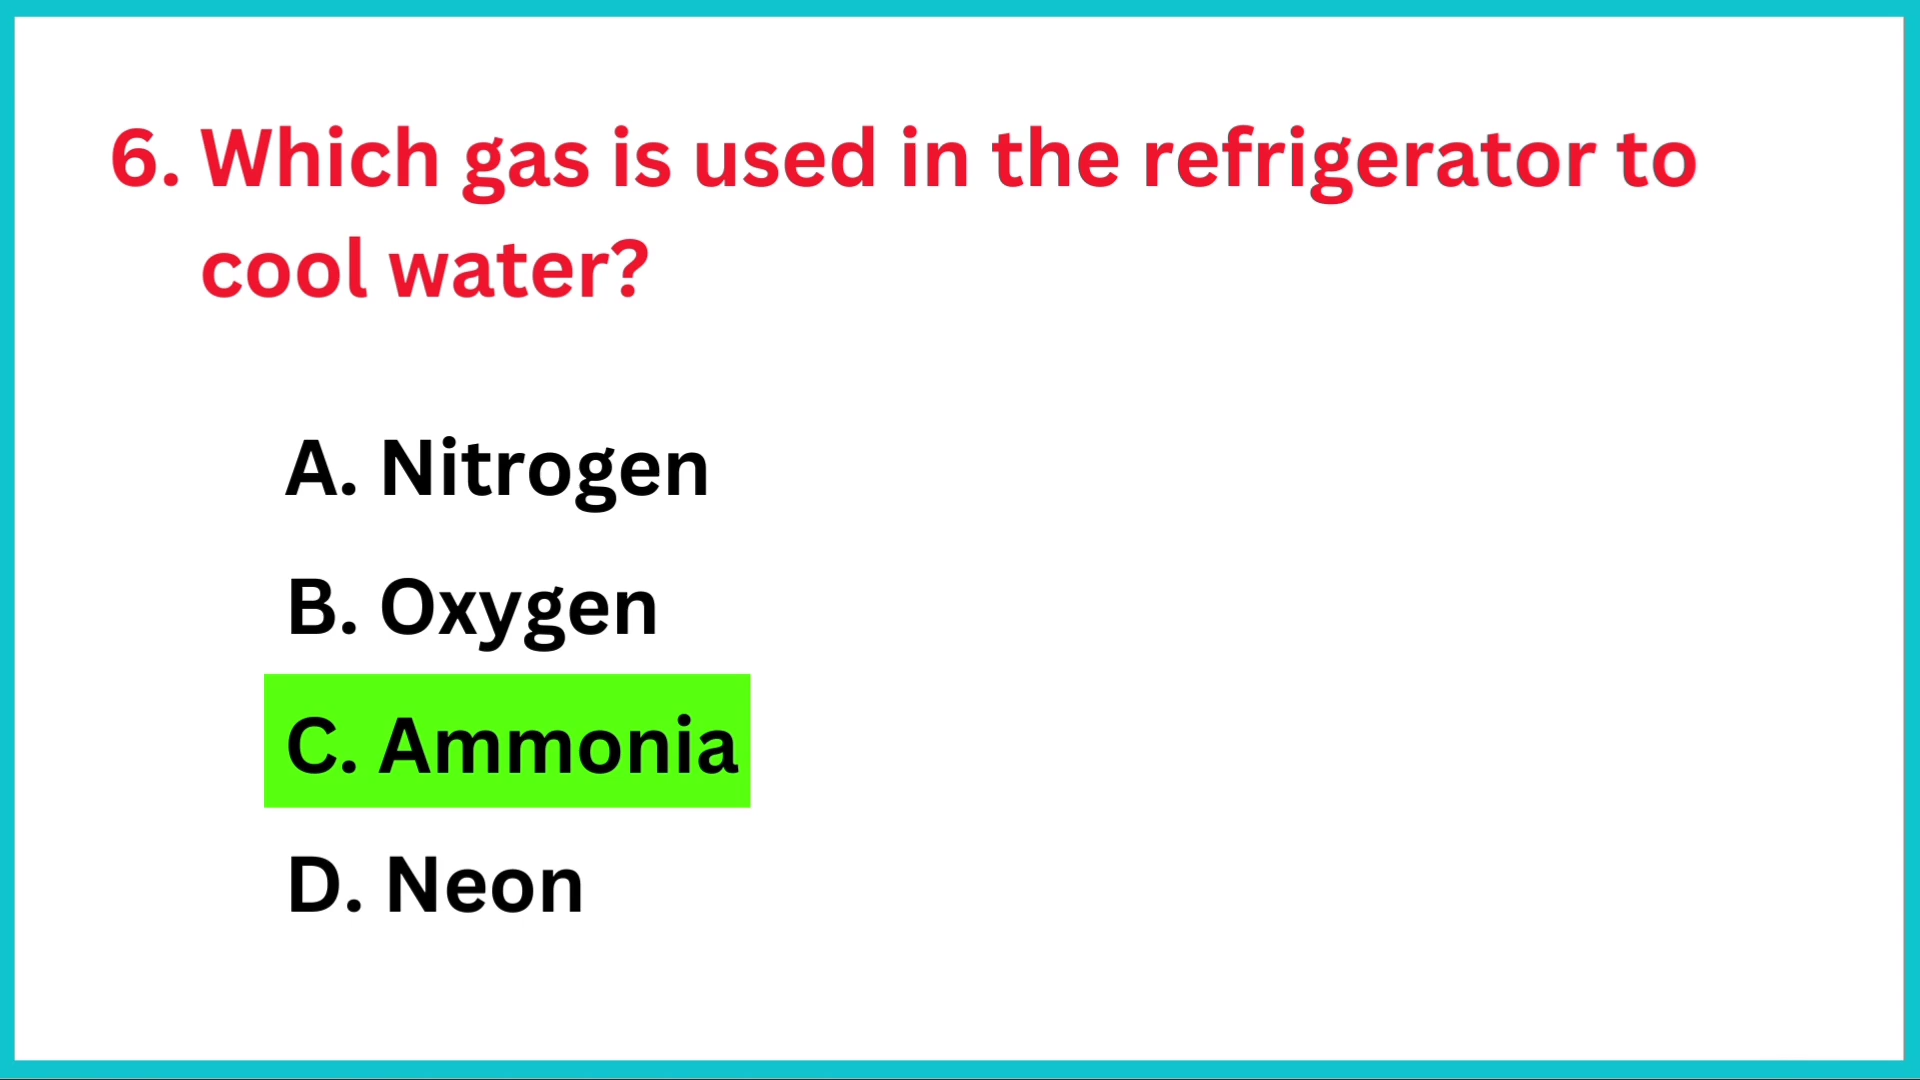 6. Which gas is used in the refrigerator to
cool water?
A. Nitrogen
B. Oxygen
C. Ammonia
D. Neon